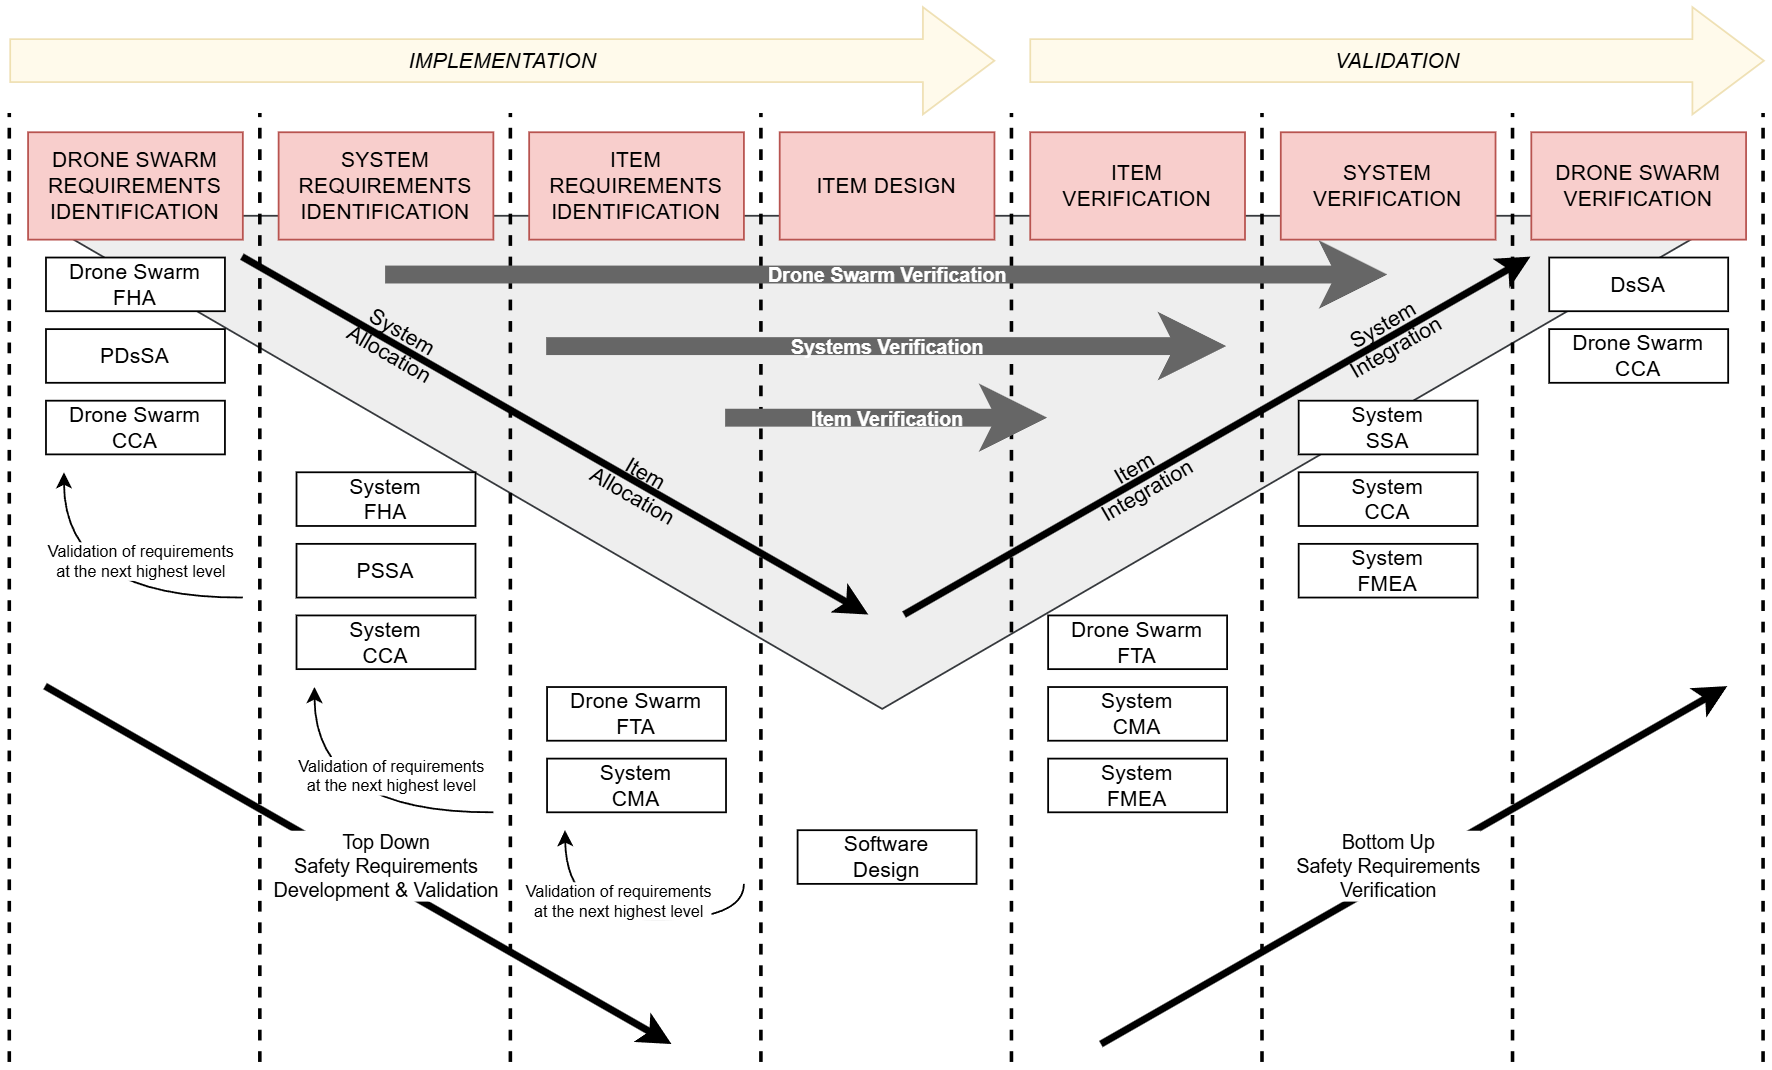 IMPLEMENTATION
VALIDATION
DRONE SWARM
REQUIREMENTS
IDENTIFICATION
SYSTEM
REQUIREMENTS
IDENTIFICATION
ITEM
REQUIREMENTS
IDENTIFICATION
ITEM DESIGN
ITEM
VERIFICATION
SYSTEM
VERIFICATION
DRONE SWARM
VERIFICATION
Drone Swarm
FHA
PDsSA
Drone Swarm
CCA
Validation of requirements
at the next highest level
System
FHA
PSSA
System
CCA
Validation of requirements
at the next highest level
Drone Swarm
FTA
System
CMA
Validation of requirements
at the next highest level
Software
Design
Drone Swarm
FTA
System
CMA
System
FMEA
System
SSA
System
CCA
System
FMEA
DsSA
Drone Swarm
CCA
Drone Swarm Verification
Systems Verification
Item Verification
System
Allocation
Item
Allocation
Item
Integration
System
Integration
Top Down
Safety Requirements
Development & Validation
Bottom Up
Safety Requirements
Verification